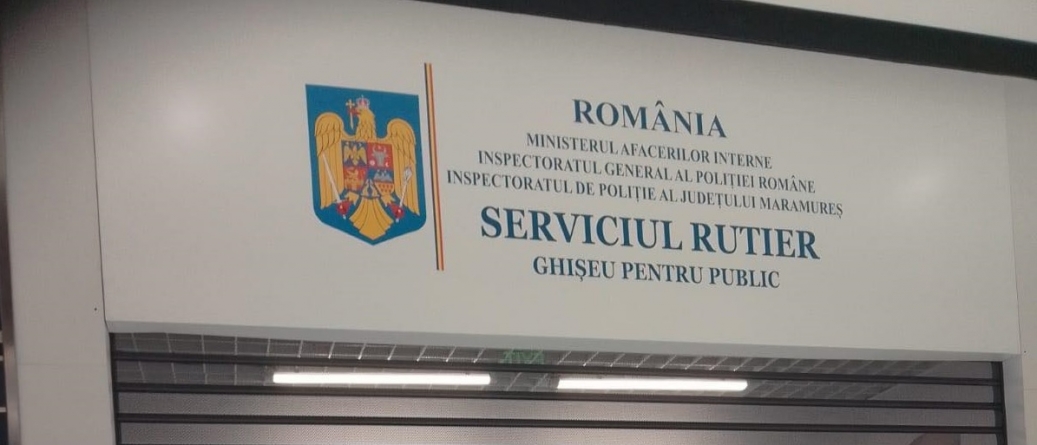 ROMÂNIA
MINISTERUL AFACERILOR INTERNE
INSPECTORATUL GENERAL AL POLIȚIEI ROMÂNE
INSPECTORATUL DE POLIȚIE AL JUDEȚULUI MARAMUREȘ
SERVICIUL RUTIER
GHIȘEU PENTRU PUBLIC